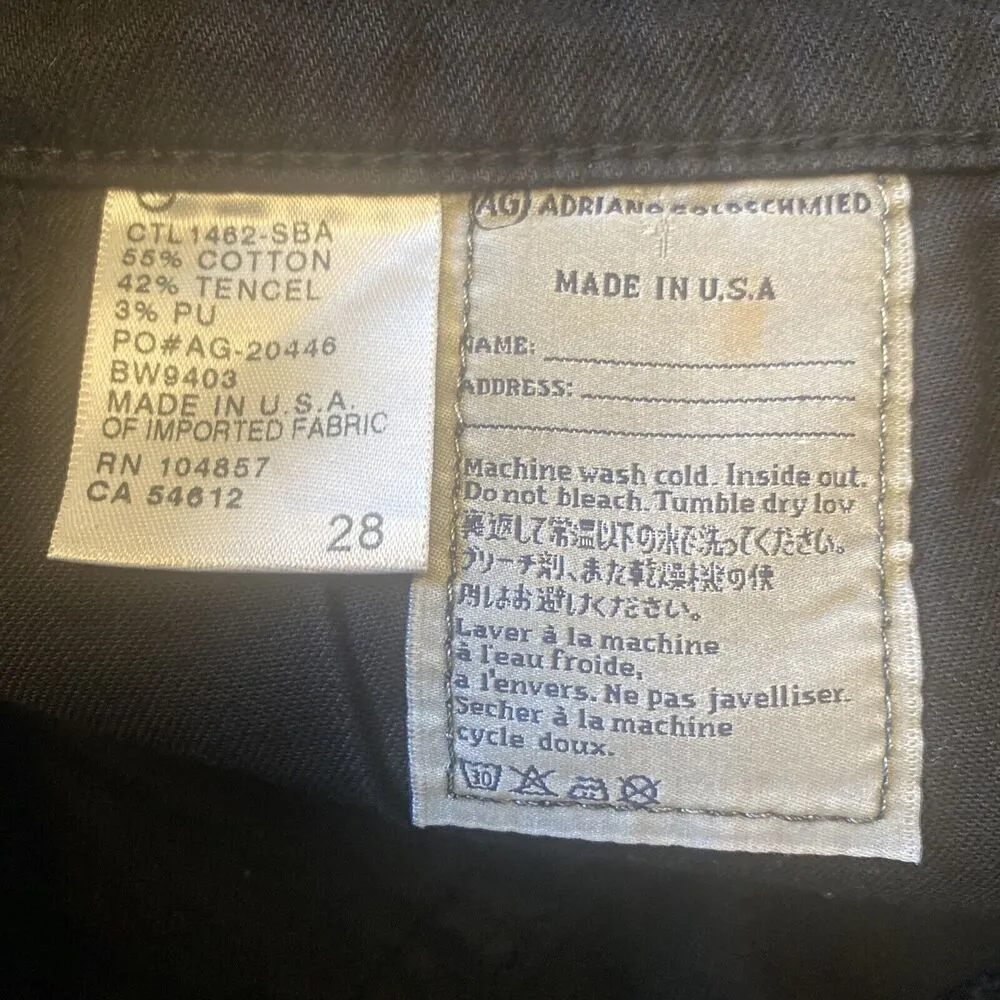 CTL1462-SBA
55% COTTON
42% TENCEL
3% PU
PO#AG-20446
BW9403
MADE IN U.S.A.
OF IMPORTED FABRIC
RN 104857
CA 54612
28
AG ADRIANO GOLDSCHMIED
MADE IN U.S.A
NAME:
ADDRESS:
Machine wash cold. Inside out.
Do not bleach. Tumble dry low
裏返して常温以下の水で洗ってください。
ブリーチ剤、また乾燥機の使
用はお避けください。
Laver à la machine
à l'eau froide,
a l'envers. Ne pas javelliser.
Secher à la machine
cycle doux.
30